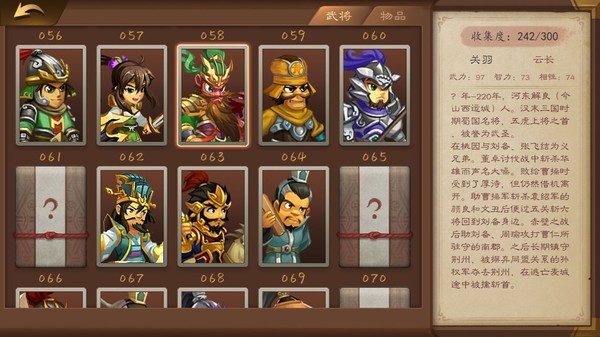 武将 物品
056 057 058 059 060
061 062 063 064 065
? ?
066 067 068 069 070
收集度: 242/300
关羽 云长
武力: 97 智力: 73 相性: 74
? 年-220年，河东解良（今
山西运城）人。汉末三国时
期蜀国名将，五虎上将之首
，被誉为武圣。
在桃园与刘备、张飞结为义
兄弟。董卓讨伐战中斩杀华
雄而声名大噪。败给曹操时
受到了厚待，但仍然借机离
开。助曹操军斩杀袁绍军的
颜良和文丑后便过五关斩六
将回到刘备身边。赤壁之战
后助刘备、周瑜攻打曹仁所
驻守的南郡。之后长期镇守
荆州，被摒弃同盟关系的孙
权军夺去荆州，在逃亡麦城
途中被擒斩首。